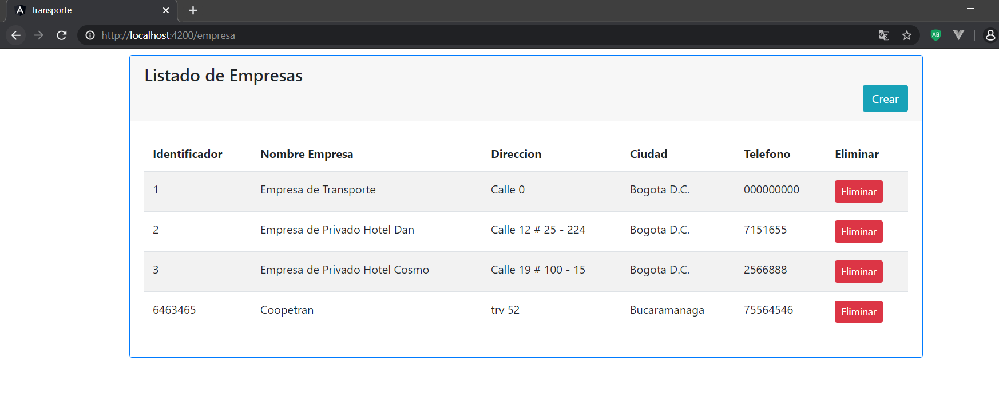 Transporte
http://localhost:4200/empresa
AB
Listado de Empresas
Crear
Identificador Nombre Empresa Direccion Ciudad Telefono Eliminar
1 Empresa de Transporte Calle 0 Bogota D.C. 000000000 Eliminar
2 Empresa de Privado Hotel Dan Calle 12 # 25 - 224 Bogota D.C. 7151655 Eliminar
3 Empresa de Privado Hotel Cosmo Calle 19 # 100 - 15 Bogota D.C. 2566888 Eliminar
6463465 Coopetran trv 52 Bucaramanaga 75564546 Eliminar